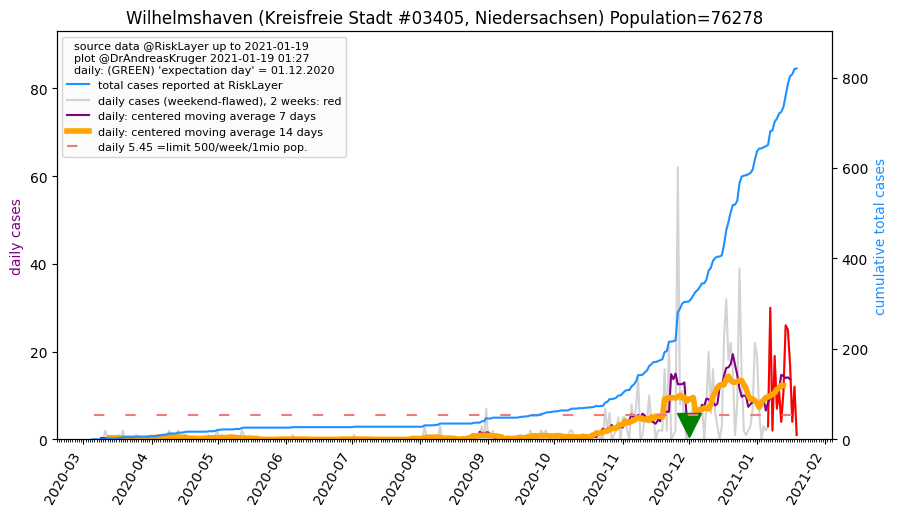 Wilhelmshaven (Kreisfreie Stadt #03405, Niedersachsen) Population=76278
source data @RiskLayer up to 2021-01-19
plot @DrAndreasKruger 2021-01-19 01:27
daily: (GREEN) 'expectation day' = 01.12.2020
total cases reported at RiskLayer
daily cases (weekend-flawed), 2 weeks: red
daily: centered moving average 7 days
daily: centered moving average 14 days
daily 5.45 =limit 500/week/1mio pop.
daily cases
80
60
40
20
0
cumulative total cases
800
600
400
200
0
2020-03
2020-04
2020-05
2020-06
2020-07
2020-08
2020-09
2020-10
2020-11
2020-12
2021-01
2021-02